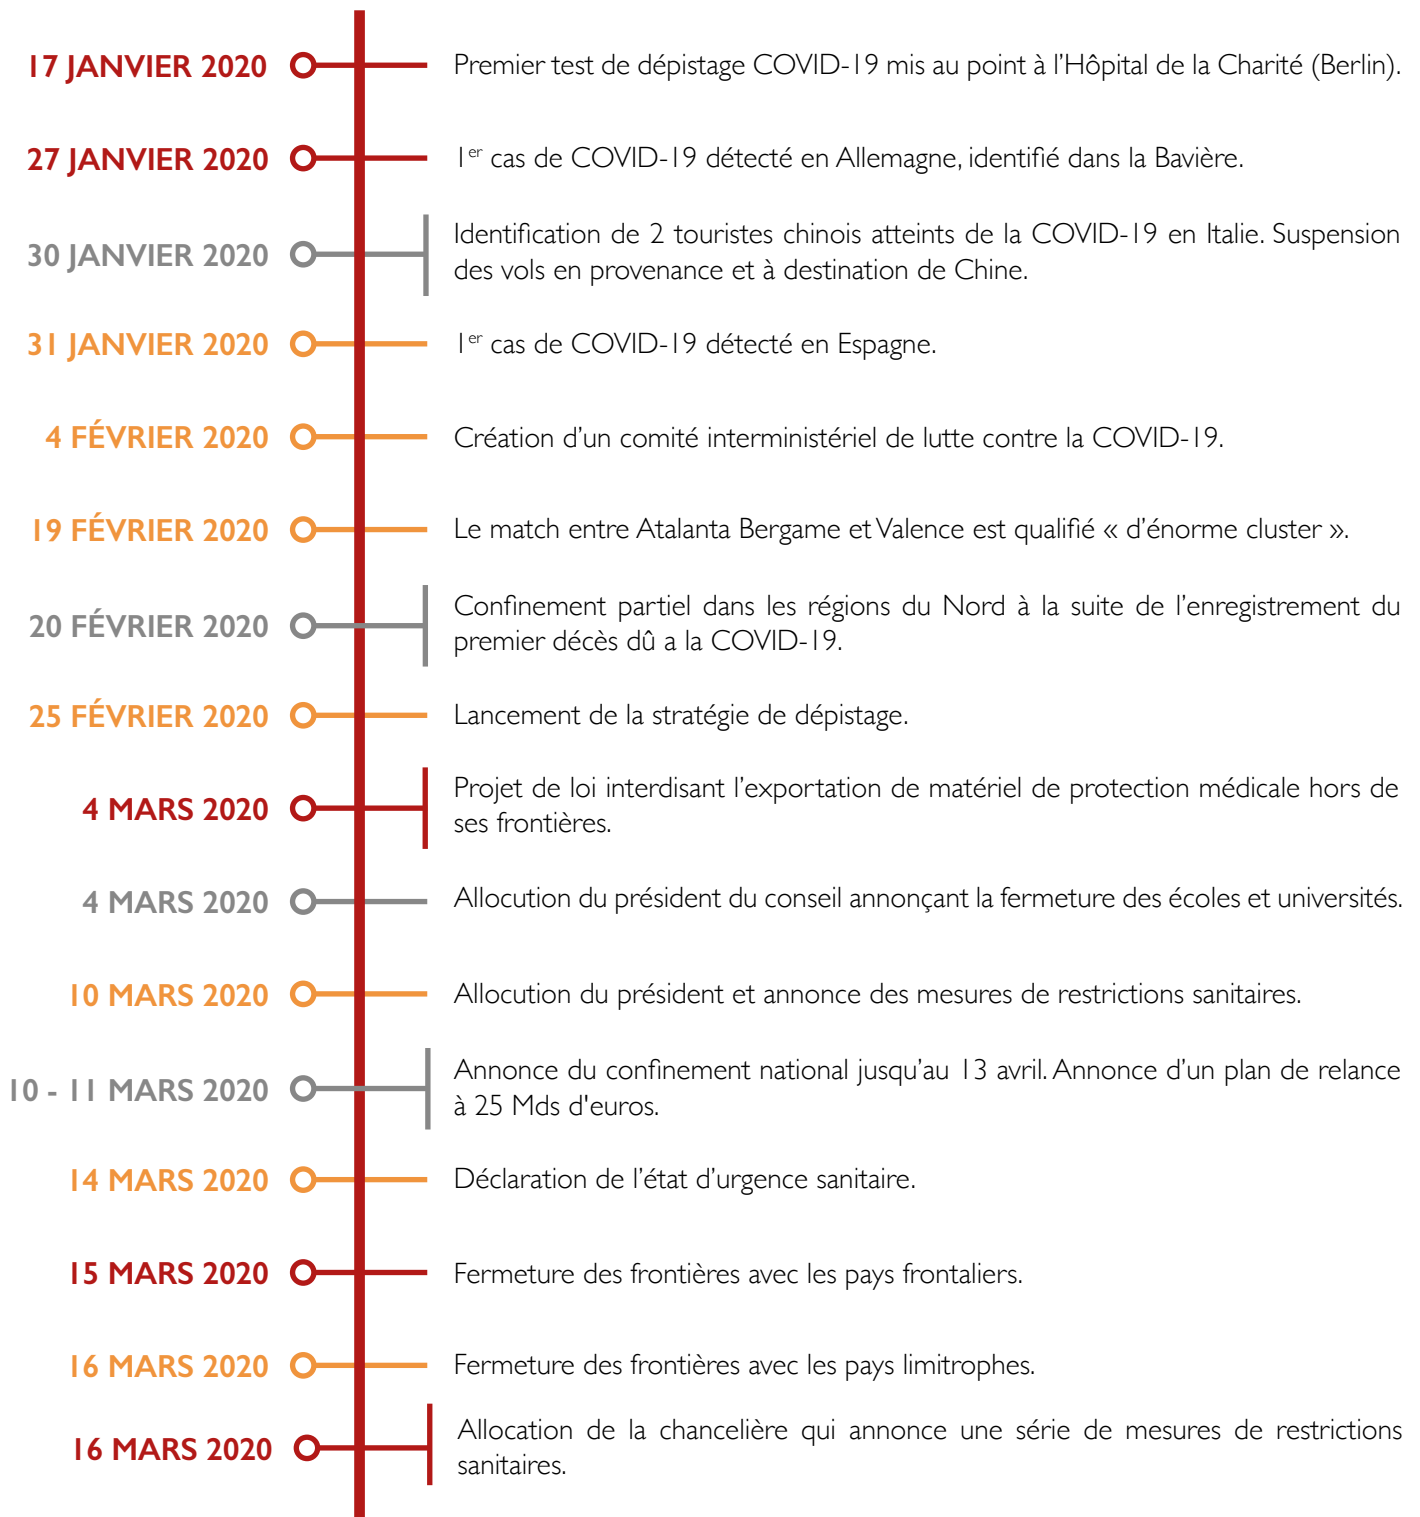 17 JANVIER 2020 Premier test de dépistage COVID-19 mis au point à l’Hôpital de la Charité (Berlin).
27 JANVIER 2020 1er cas de COVID-19 détecté en Allemagne, identifié dans la Bavière.
30 JANVIER 2020 Identification de 2 touristes chinois atteints de la COVID-19 en Italie. Suspension
des vols en provenance et à destination de Chine.
31 JANVIER 2020 1er cas de COVID-19 détecté en Espagne.
4 FÉVRIER 2020 Création d’un comité interministériel de lutte contre la COVID-19.
19 FÉVRIER 2020 Le match entre Atalanta Bergame et Valence est qualifié « d’énorme cluster ».
20 FÉVRIER 2020 Confinement partiel dans les régions du Nord à la suite de l’enregistrement du
premier décès dû a la COVID-19.
25 FÉVRIER 2020 Lancement de la stratégie de dépistage.
4 MARS 2020 Projet de loi interdisant l’exportation de matériel de protection médicale hors de
ses frontières.
4 MARS 2020 Allocution du président du conseil annonçant la fermeture des écoles et universités.
10 MARS 2020 Allocution du président et annonce des mesures de restrictions sanitaires.
10 - 11 MARS 2020 Annonce du confinement national jusqu’au 13 avril. Annonce d’un plan de relance
à 25 Mds d'euros.
14 MARS 2020 Déclaration de l’état d’urgence sanitaire.
15 MARS 2020 Fermeture des frontières avec les pays frontaliers.
16 MARS 2020 Fermeture des frontières avec les pays limitrophes.
16 MARS 2020 Allocation de la chancelière qui annonce une série de mesures de restrictions
sanitaires.